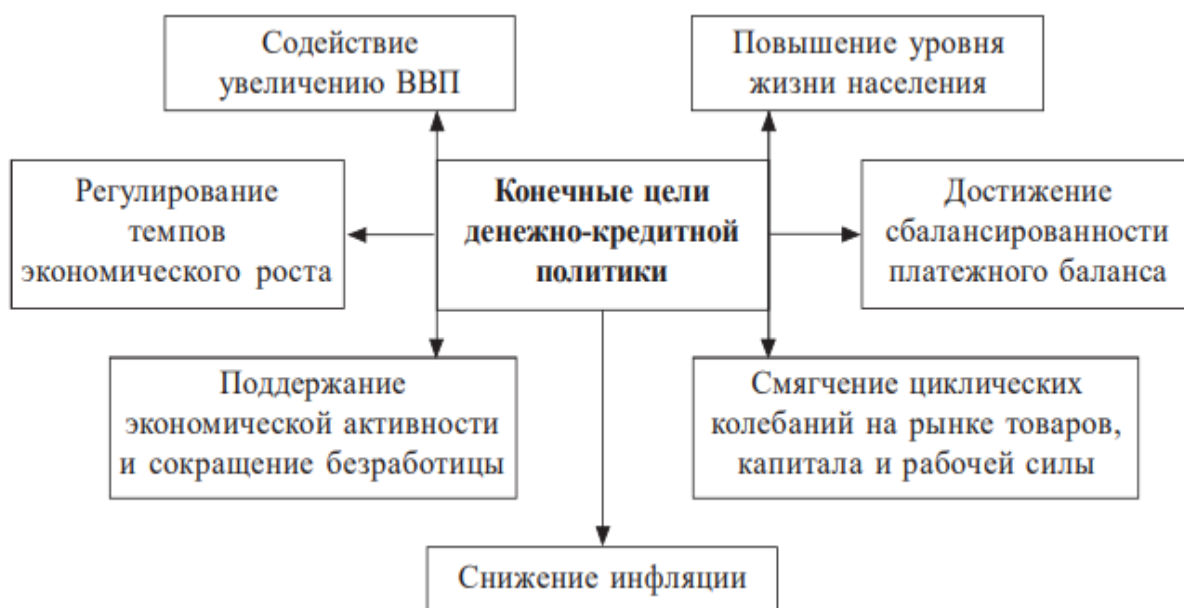 Содействие
увеличению ВВП
Повышение уровня
жизни населения
Регулирование
темпов
экономического роста
Конечные цели
денежно-кредитной
политики
Достижение
сбалансированности
платежного баланса
Поддержание
экономической активности
и сокращение безработицы
Смягчение циклических
колебаний на рынке товаров,
капитала и рабочей силы
Снижение инфляции